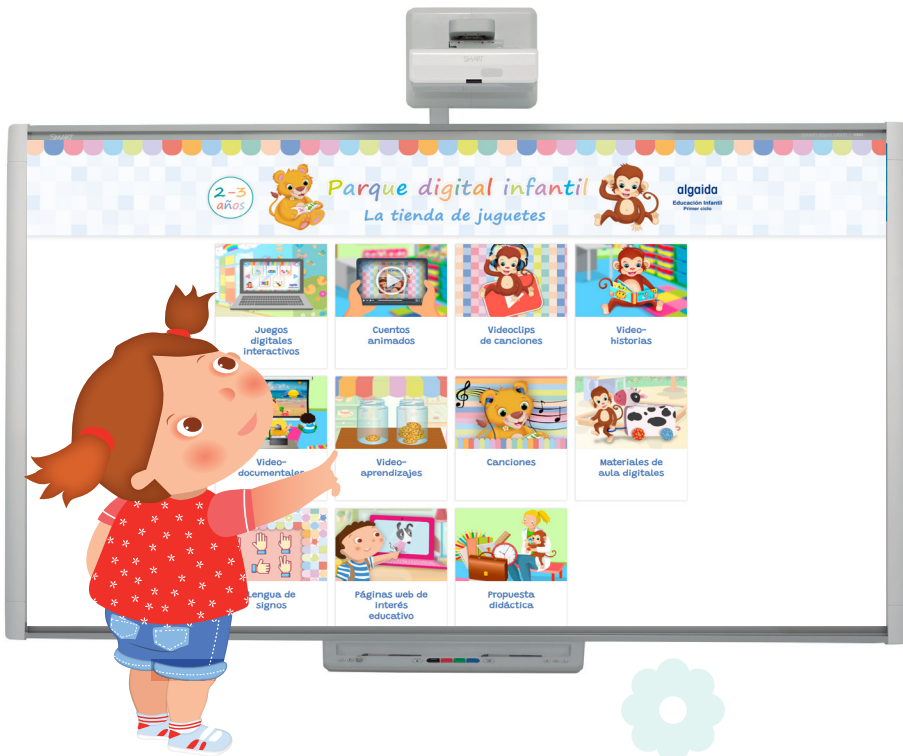 SMART
SMART
2-3
años
Parque digital infantil
La tienda de juguetes
algaida
Educación Infantil
Primer ciclo
Juegos
digitales
interactivos
Cuentos
animados
Videoclips
de canciones
Video-
historias
Video-
documentales
Video-
aprendizajes
Canciones
Materiales de
aula digitales
Lengua de
signos
Páginas web de
interés
educativo
Propuesta
didáctica